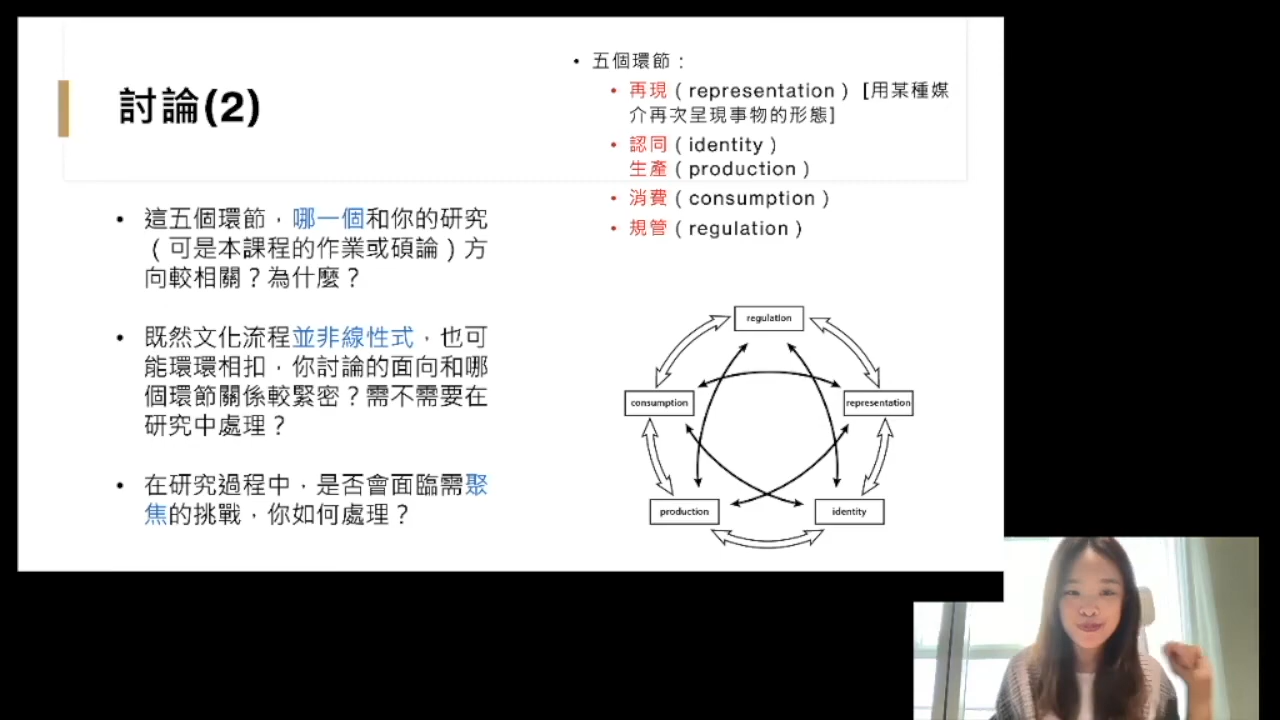 討論(2)
• 五個環節：
• 再現（representation）[用某種媒
介再次呈現事物的形態]
• 認同（identity）
生產（production）
• 消費（consumption）
• 規管（regulation）
• 這五個環節，哪一個和你的研究
（可是本課程的作業或碩論）方
向較相關？為什麼？
• 既然文化流程並非線性式，也可
能環環相扣，你討論的面向和哪
個環節關係較緊密？需不需要在
研究中處理？
• 在研究過程中，是否會面臨需聚
焦的挑戰，你如何處理？
regulation
consumption
representation
production
identity